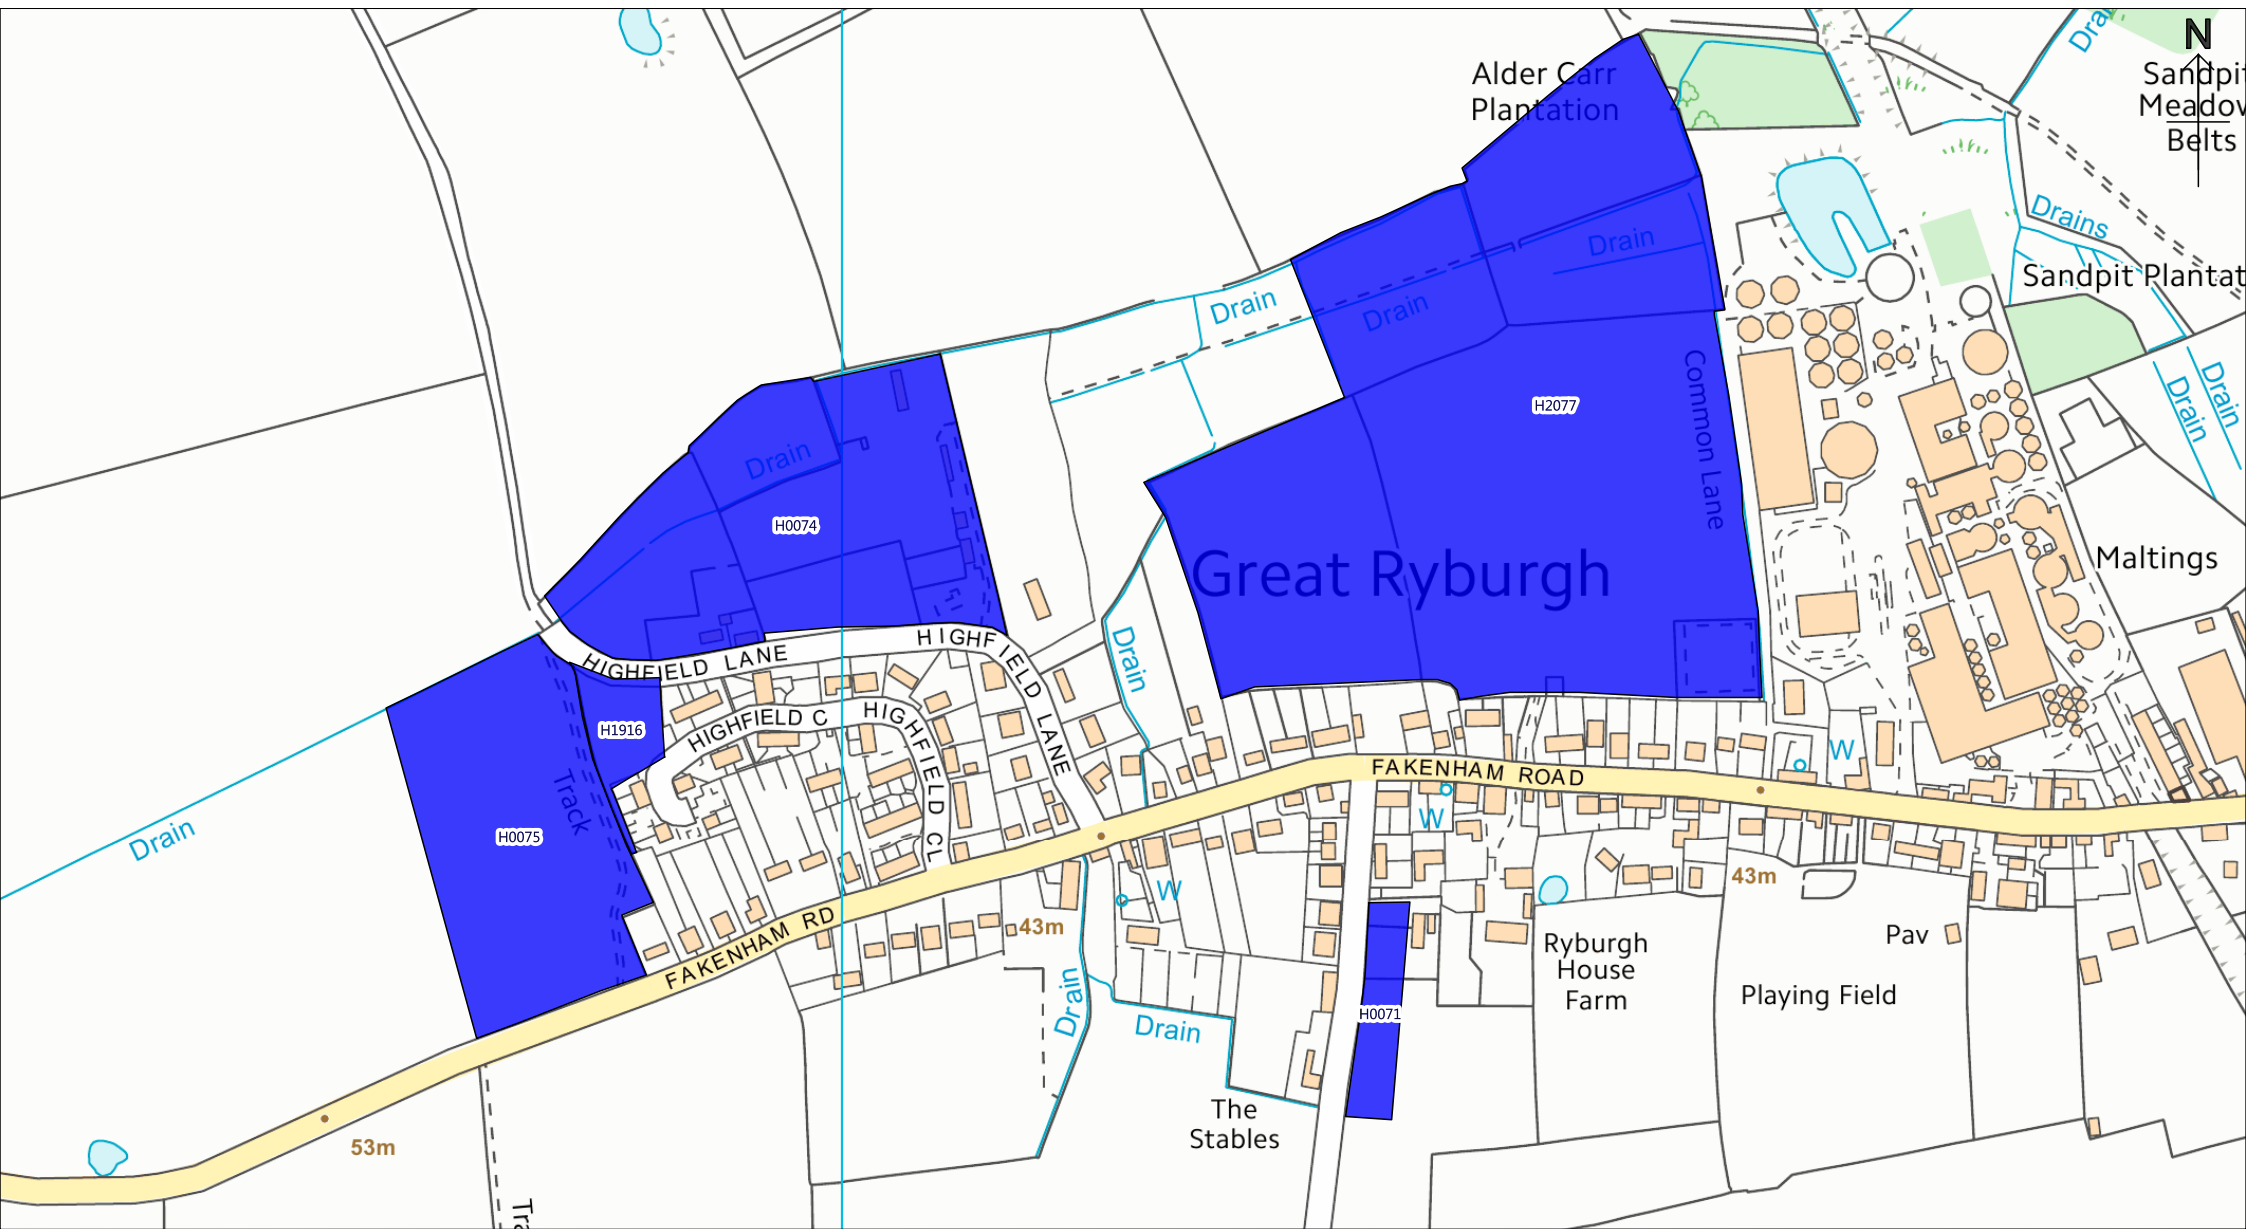 Drain
N
Alder Carr
Plantation
Sandpit
Meadow
Belts
Drains
Drain
Sandpit Plantat
Drain
Drain
Drain
Drain
Common Lane
H2077
Drain
H0074
Great Ryburgh
Maltings
HIGHFIELD LANE
HIGHFIELD LANE
Drain
H1916
HIGHFIELD C
HIGHFIELD CL
Track
H0075
Drain
FAKENHAM ROAD
W
W
W
43m
43m
FAKENHAM RD
Ryburgh
House
Farm
Pav
Playing Field
Drain
Drain
H0071
The
Stables
53m
Tra